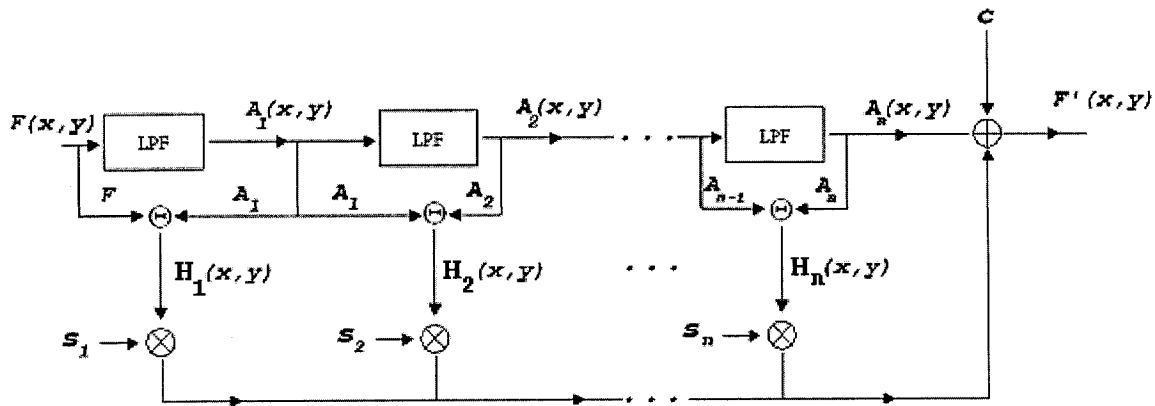 C
A₁(x,y) A₂(x,y) Aₙ(x,y) F'(x,y)
F(x,y) LPF LPF . . . LPF
F A₁ A₁ A₂ Aₙ₋₁ Aₙ
H₁(x,y) H₂(x,y) . . . Hₙ(x,y)
S₁ S₂ Sₙ
. . .